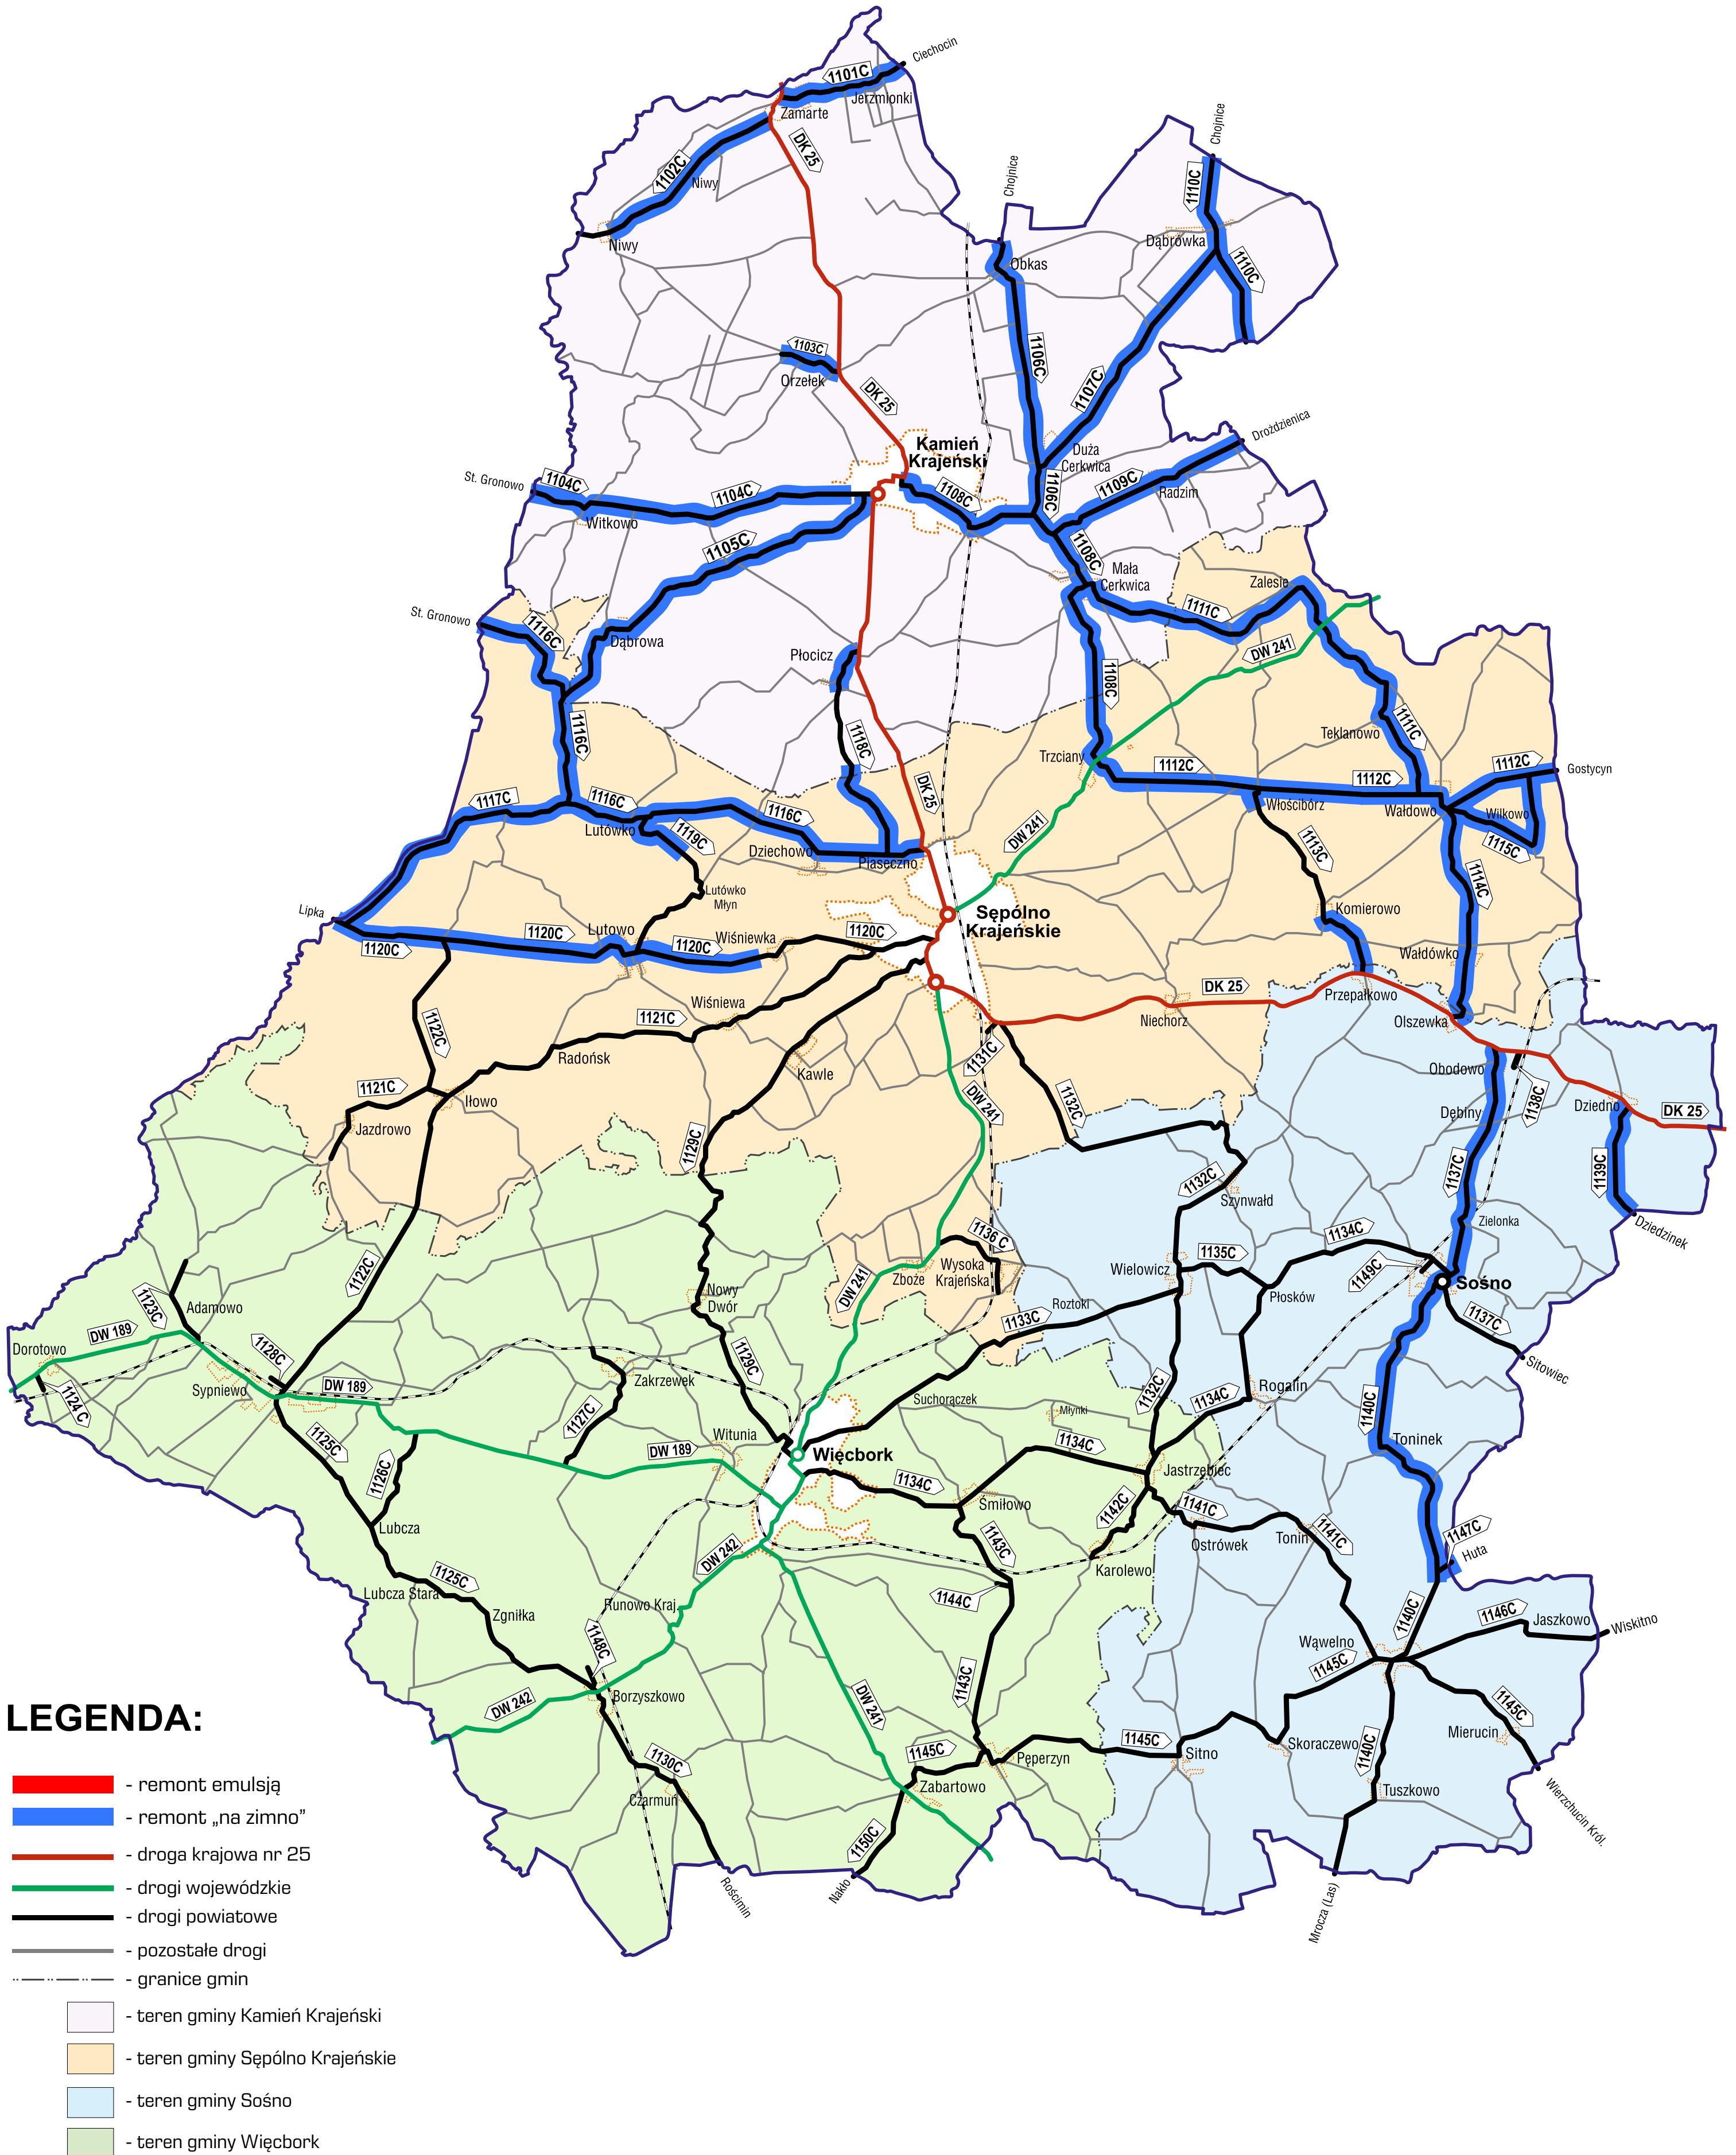 Ciechocin
1101C
Jerzmionki
Zamarte
DK 25
1102C
Niwy
Niwy
Chojnice
Chojnice
1110C
Dąbrówka
1110C
Obkas
1103C
Orzełek
1106C
1107C
DK 25
Kamień
Krajeński
Duża
Cerkwica
Drożdzienica
St. Gronowo
1104C
1104C
Witkowo
1108C
1106C
1109C
Radzim
1105C
1108C
Mała
Cerkwica
Zalesie
St. Gronowo
1116C
Dąbrowa
1111C
DW 241
Płocicz
1108C
1116C
1118C
Teklanowo
1111C
Trzciany
1112C
1112C
1112C
Gostycyn
DK 25
1117C
1116C
1116C
Włościbórz
Wałdowo
Wilkowo
Lutówko
1119C
DW 241
1113C
1115C
Dziechowo
Piaseczno
1114C
Lutówko
Młyn
Lipka
Sępólno
Krajeńskie
Komierowo
1120C
1120C
Lutowo
1120C
Wiśniewka
1120C
Wałdówko
DK 25
Przepałkowo
Wiśniewa
Niechorz
Olszewka
1122C
1121C
Radońsk
1131C
Kawle
Obodowo
1121C
Iłowo
DW 241
1132C
Dębiny
1138C
Dziedno
DK 25
Jazdrowo
1129C
1132C
Szynwałd
1137C
1139C
Zielonka
Dziedzinek
1136 C
1134C
Wysoka
Krajeńska
Zboże
Wielowicz
1135C
1149C
Sośno
1122C
DW 241
Nowy
Dwór
Roztoki
Płosków
1123C
Adamowo
1133C
1137C
DW 189
Dorotowo
1128C
1129C
Sitowiec
Sypniewo
DW 189
Zakrzewek
1124 C
Suchorączek
1132C
1134C
Rogalin
Młynki
1140C
1127C
1125C
Witunia
DW 189
Więcbork
1134C
Toninek
1126C
1134C
Jastrzębiec
Śmiłowo
1142C
1141C
Lubcza
1143C
Ostrówek
Tonin
1141C
1147C
Huta
DW 242
Karolewo
1125C
Lubcza Stara
1144C
Zgniłka
Runowo Kraj.
1140C
1146C
Jaszkowo
Wiskitno
1148C
Wąwelno
1145C
1143C
Borzyszkowo
DW 242
DW 241
1145C
Mierucin
1130C
1145C
Pęperzyn
1145C
Sitno
Skoraczewo
1140C
Zabartowo
Czarmuń
Tuszkowo
1150C
Wierzchucin Król.
Rościmin
Nakło
Mrocza (Las)
LEGENDA:
- remont emulsją
- remont „na zimno”
- droga krajowa nr 25
- drogi wojewódzkie
- drogi powiatowe
- pozostałe drogi
- granice gmin
- teren gminy Kamień Krajeński
- teren gminy Sępólno Krajeńskie
- teren gminy Sośno
- teren gminy Więcbork